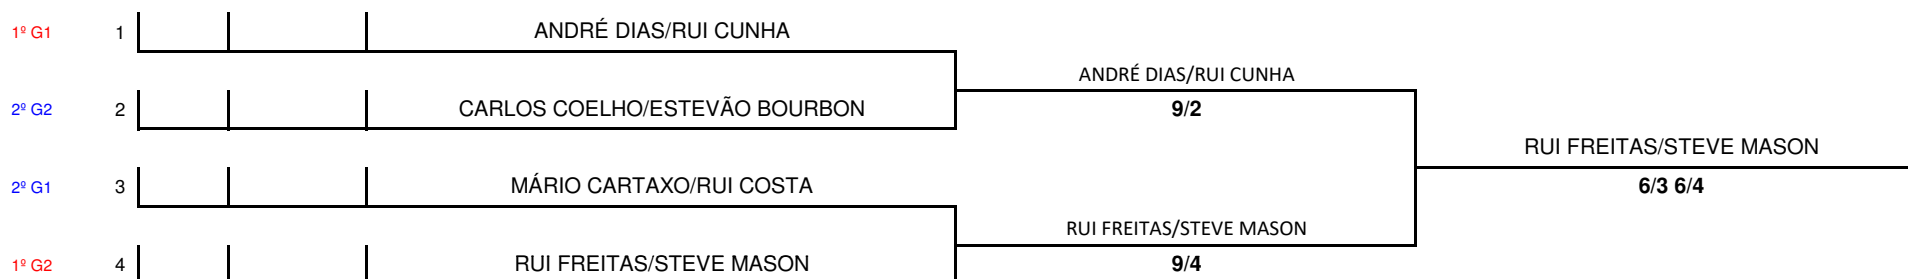 1º G1 1 ANDRÉ DIAS/RUI CUNHA
ANDRÉ DIAS/RUI CUNHA
2º G2 2 CARLOS COELHO/ESTEVÃO BOURBON 9/2
RUI FREITAS/STEVE MASON
2º G1 3 MÁRIO CARTAXO/RUI COSTA 6/3 6/4
RUI FREITAS/STEVE MASON
1º G2 4 RUI FREITAS/STEVE MASON 9/4